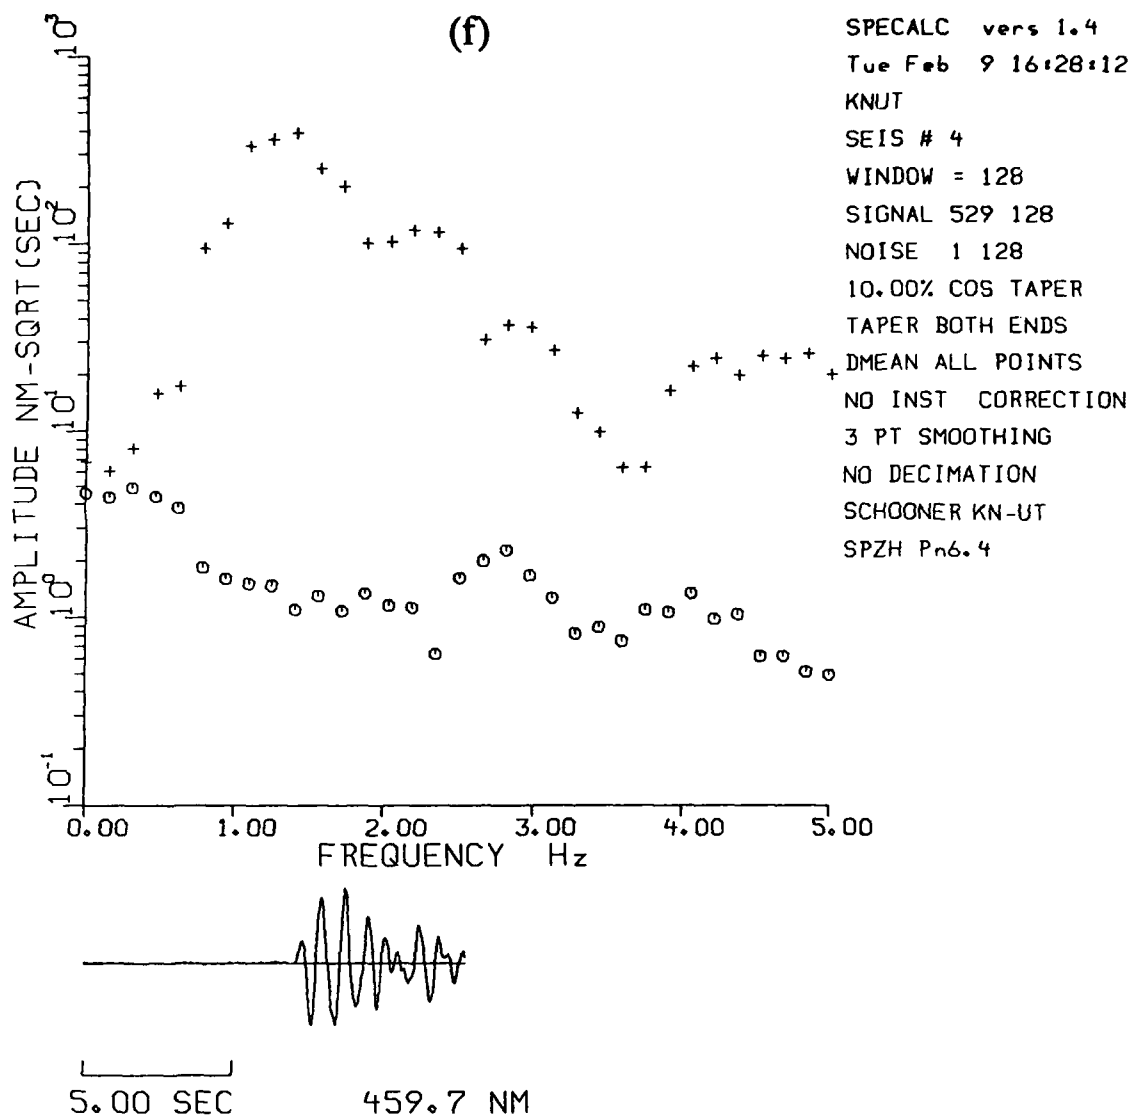 (f)
SPECALC vers 1.4
Tue Feb 9 16:28:12
KNUT
SEIS # 4
WINDOW = 128
SIGNAL 529 128
NOISE 1 128
10.00% COS TAPER
TAPER BOTH ENDS
DMEAN ALL POINTS
NO INST CORRECTION
3 PT SMOOTHING
NO DECIMATION
SCHOONER KN-UT
SPZH Pn6.4
AMPLITUDE NM-SQRT(SEC)
10³
10²
10¹
10⁰
10⁻¹
0.00 1.00 2.00 3.00 4.00 5.00
FREQUENCY Hz
5.00 SEC 459.7 NM